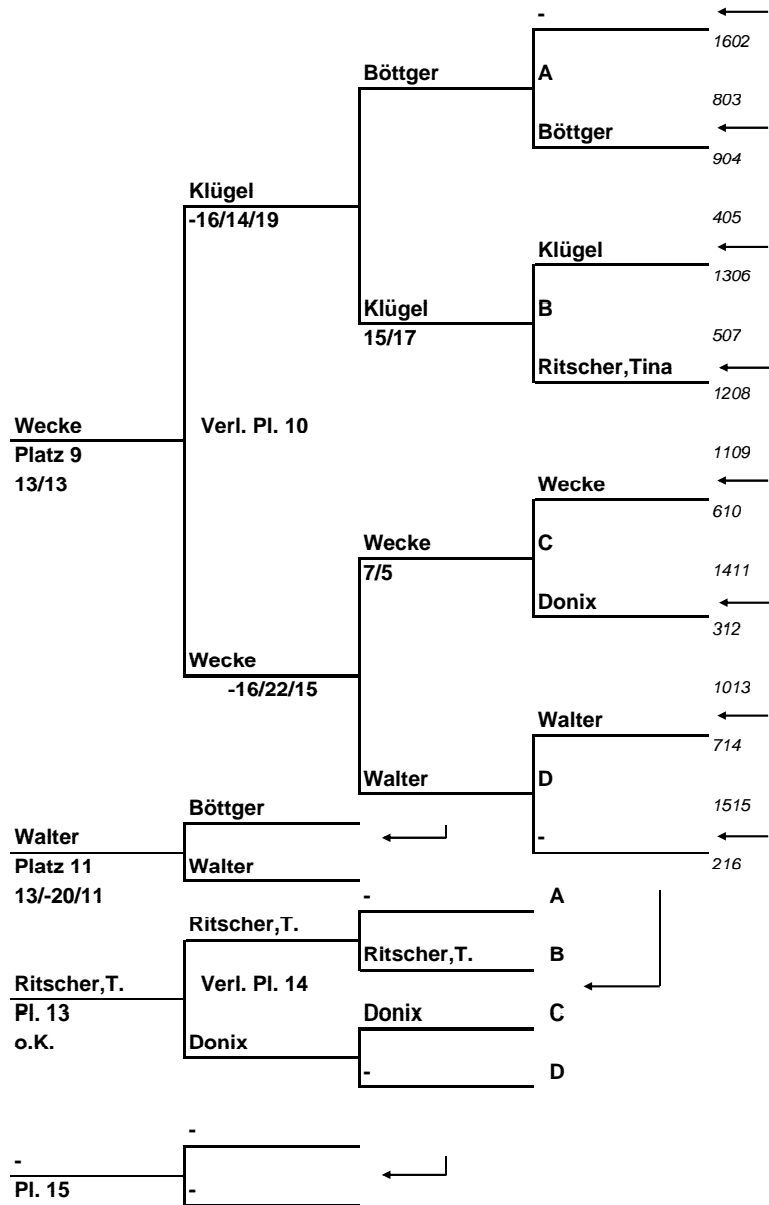 -
1602
Böttger
A
803
Böttger
904
Klügel
-16/14/19
405
Klügel
1306
Klügel
B
15/17
507
Ritscher,Tina
1208
Wecke
Verl. Pl. 10
Platz 9
13/13
1109
Wecke
610
Wecke
C
7/5
1411
Donix
312
Wecke
-16/22/15
1013
Walter
714
Walter
D
1515
Böttger
-
Walter
216
Platz 11
Walter
13/-20/11
-
A
Ritscher,T.
Ritscher,T.
B
Ritscher,T.
Verl. Pl. 14
Pl. 13
Donix
C
o.K.
Donix
-
D
-
-
Pl. 15
-